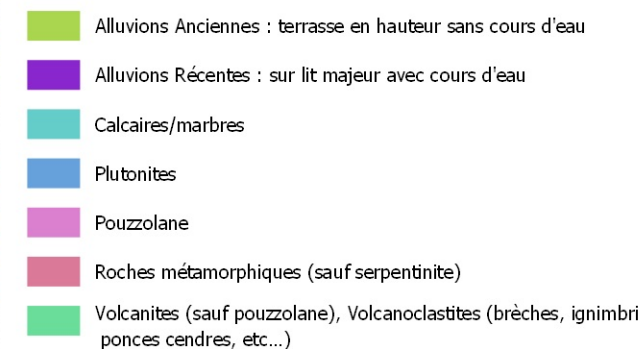 Alluvions Anciennes : terrasse en hauteur sans cours d'eau
Alluvions Récentes : sur lit majeur avec cours d'eau
Calcaires/marbres
Plutonites
Pouzzolane
Roches métamorphiques (sauf serpentinite)
Volcanites (sauf pouzzolane), Volcanoclastites (brèches, ignimbri
ponces cendres, etc...)